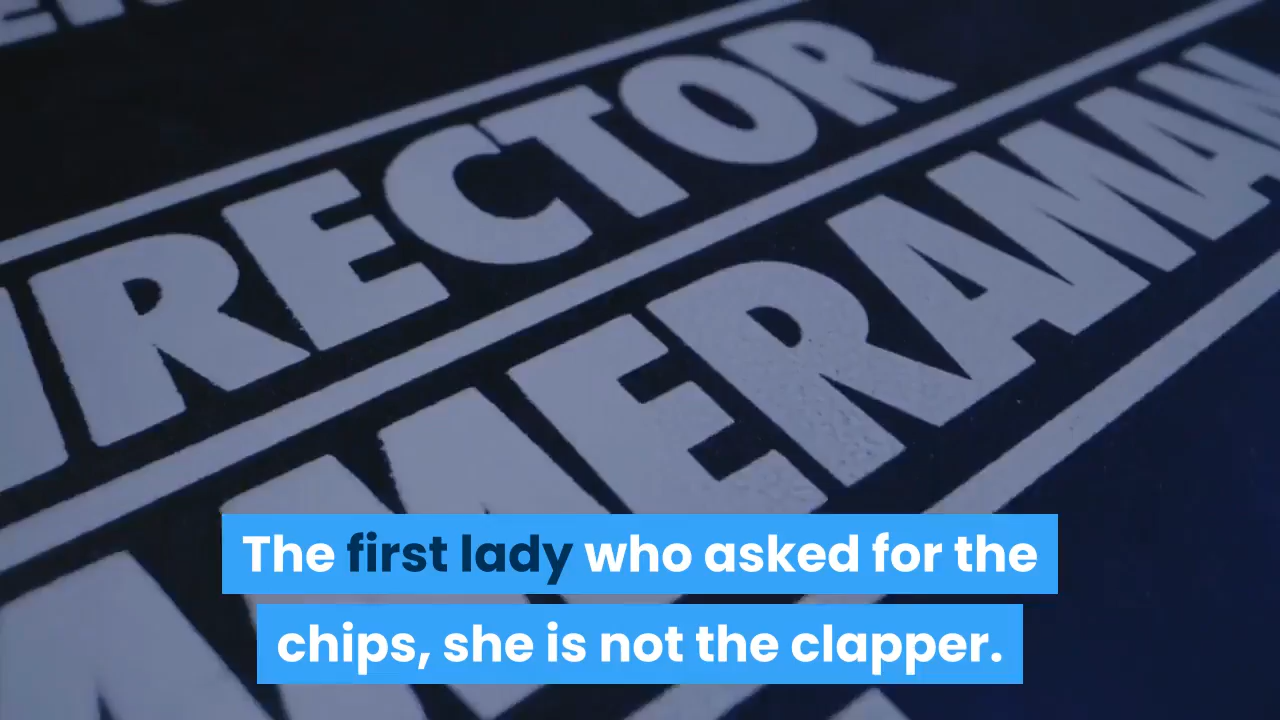 RECTOR
MERAMAN
The first lady who asked for the
chips, she is not the clapper.